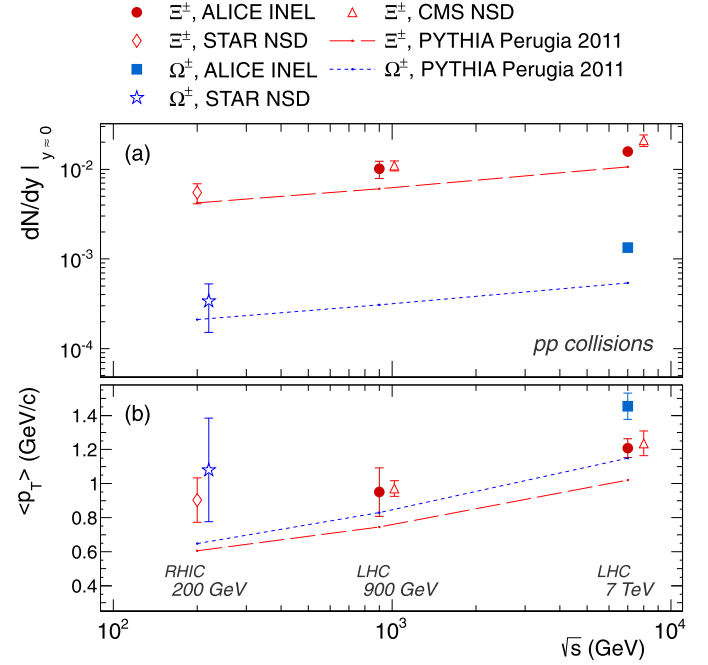 Ξ±, ALICE INEL
Ξ±, CMS NSD
Ξ±, STAR NSD
Ξ±, PYTHIA Perugia 2011
Ω±, ALICE INEL
Ω±, PYTHIA Perugia 2011
Ω±, STAR NSD
dN/dy | y ≈ 0
(a)
10⁻²
10⁻³
10⁻⁴
pp collisions
<pT> (GeV/c)
(b)
1.4
1.2
1
0.8
0.6
0.4
RHIC
200 GeV
LHC
900 GeV
LHC
7 TeV
10²
10³
10⁴
√s (GeV)